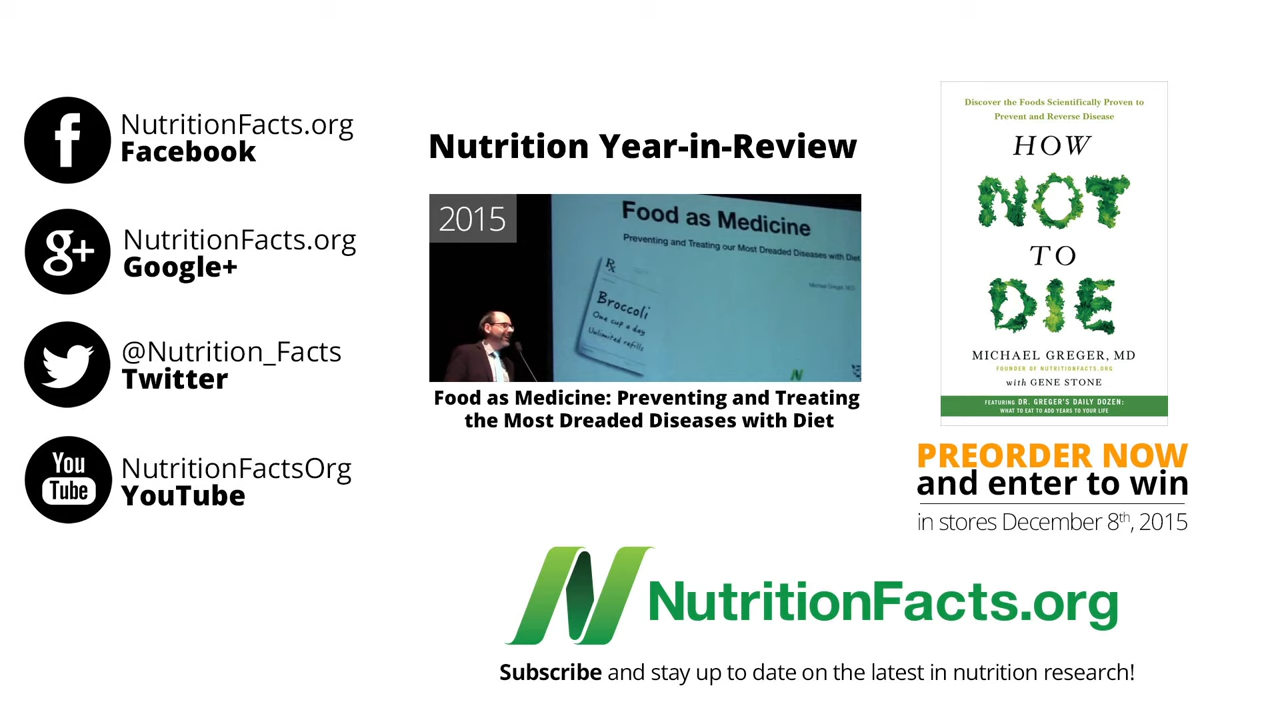 NutritionFacts.org
Facebook
g+
NutritionFacts.org
Google+
@Nutrition_Facts
Twitter
You
Tube
NutritionFactsOrg
YouTube
Nutrition Year-in-Review
2015
Food as Medicine
Preventing and Treating our Most Dreaded Diseases with Diet
Michael Greger, MD
Rx
Broccoli
One cup a day
Unlimited refills
Food as Medicine: Preventing and Treating
the Most Dreaded Diseases with Diet
Discover the Foods Scientifically Proven to
Prevent and Reverse Disease
HOW
NOT
TO
DIE
MICHAEL GREGER, MD
FOUNDER OF NUTRITIONFACTS.ORG
with GENE STONE
FEATURING DR. GREGER'S DAILY DOZEN:
WHAT TO EAT TO ADD YEARS TO YOUR LIFE
PREORDER NOW
and enter to win
in stores December 8th, 2015
NutritionFacts.org
Subscribe and stay up to date on the latest in nutrition research!